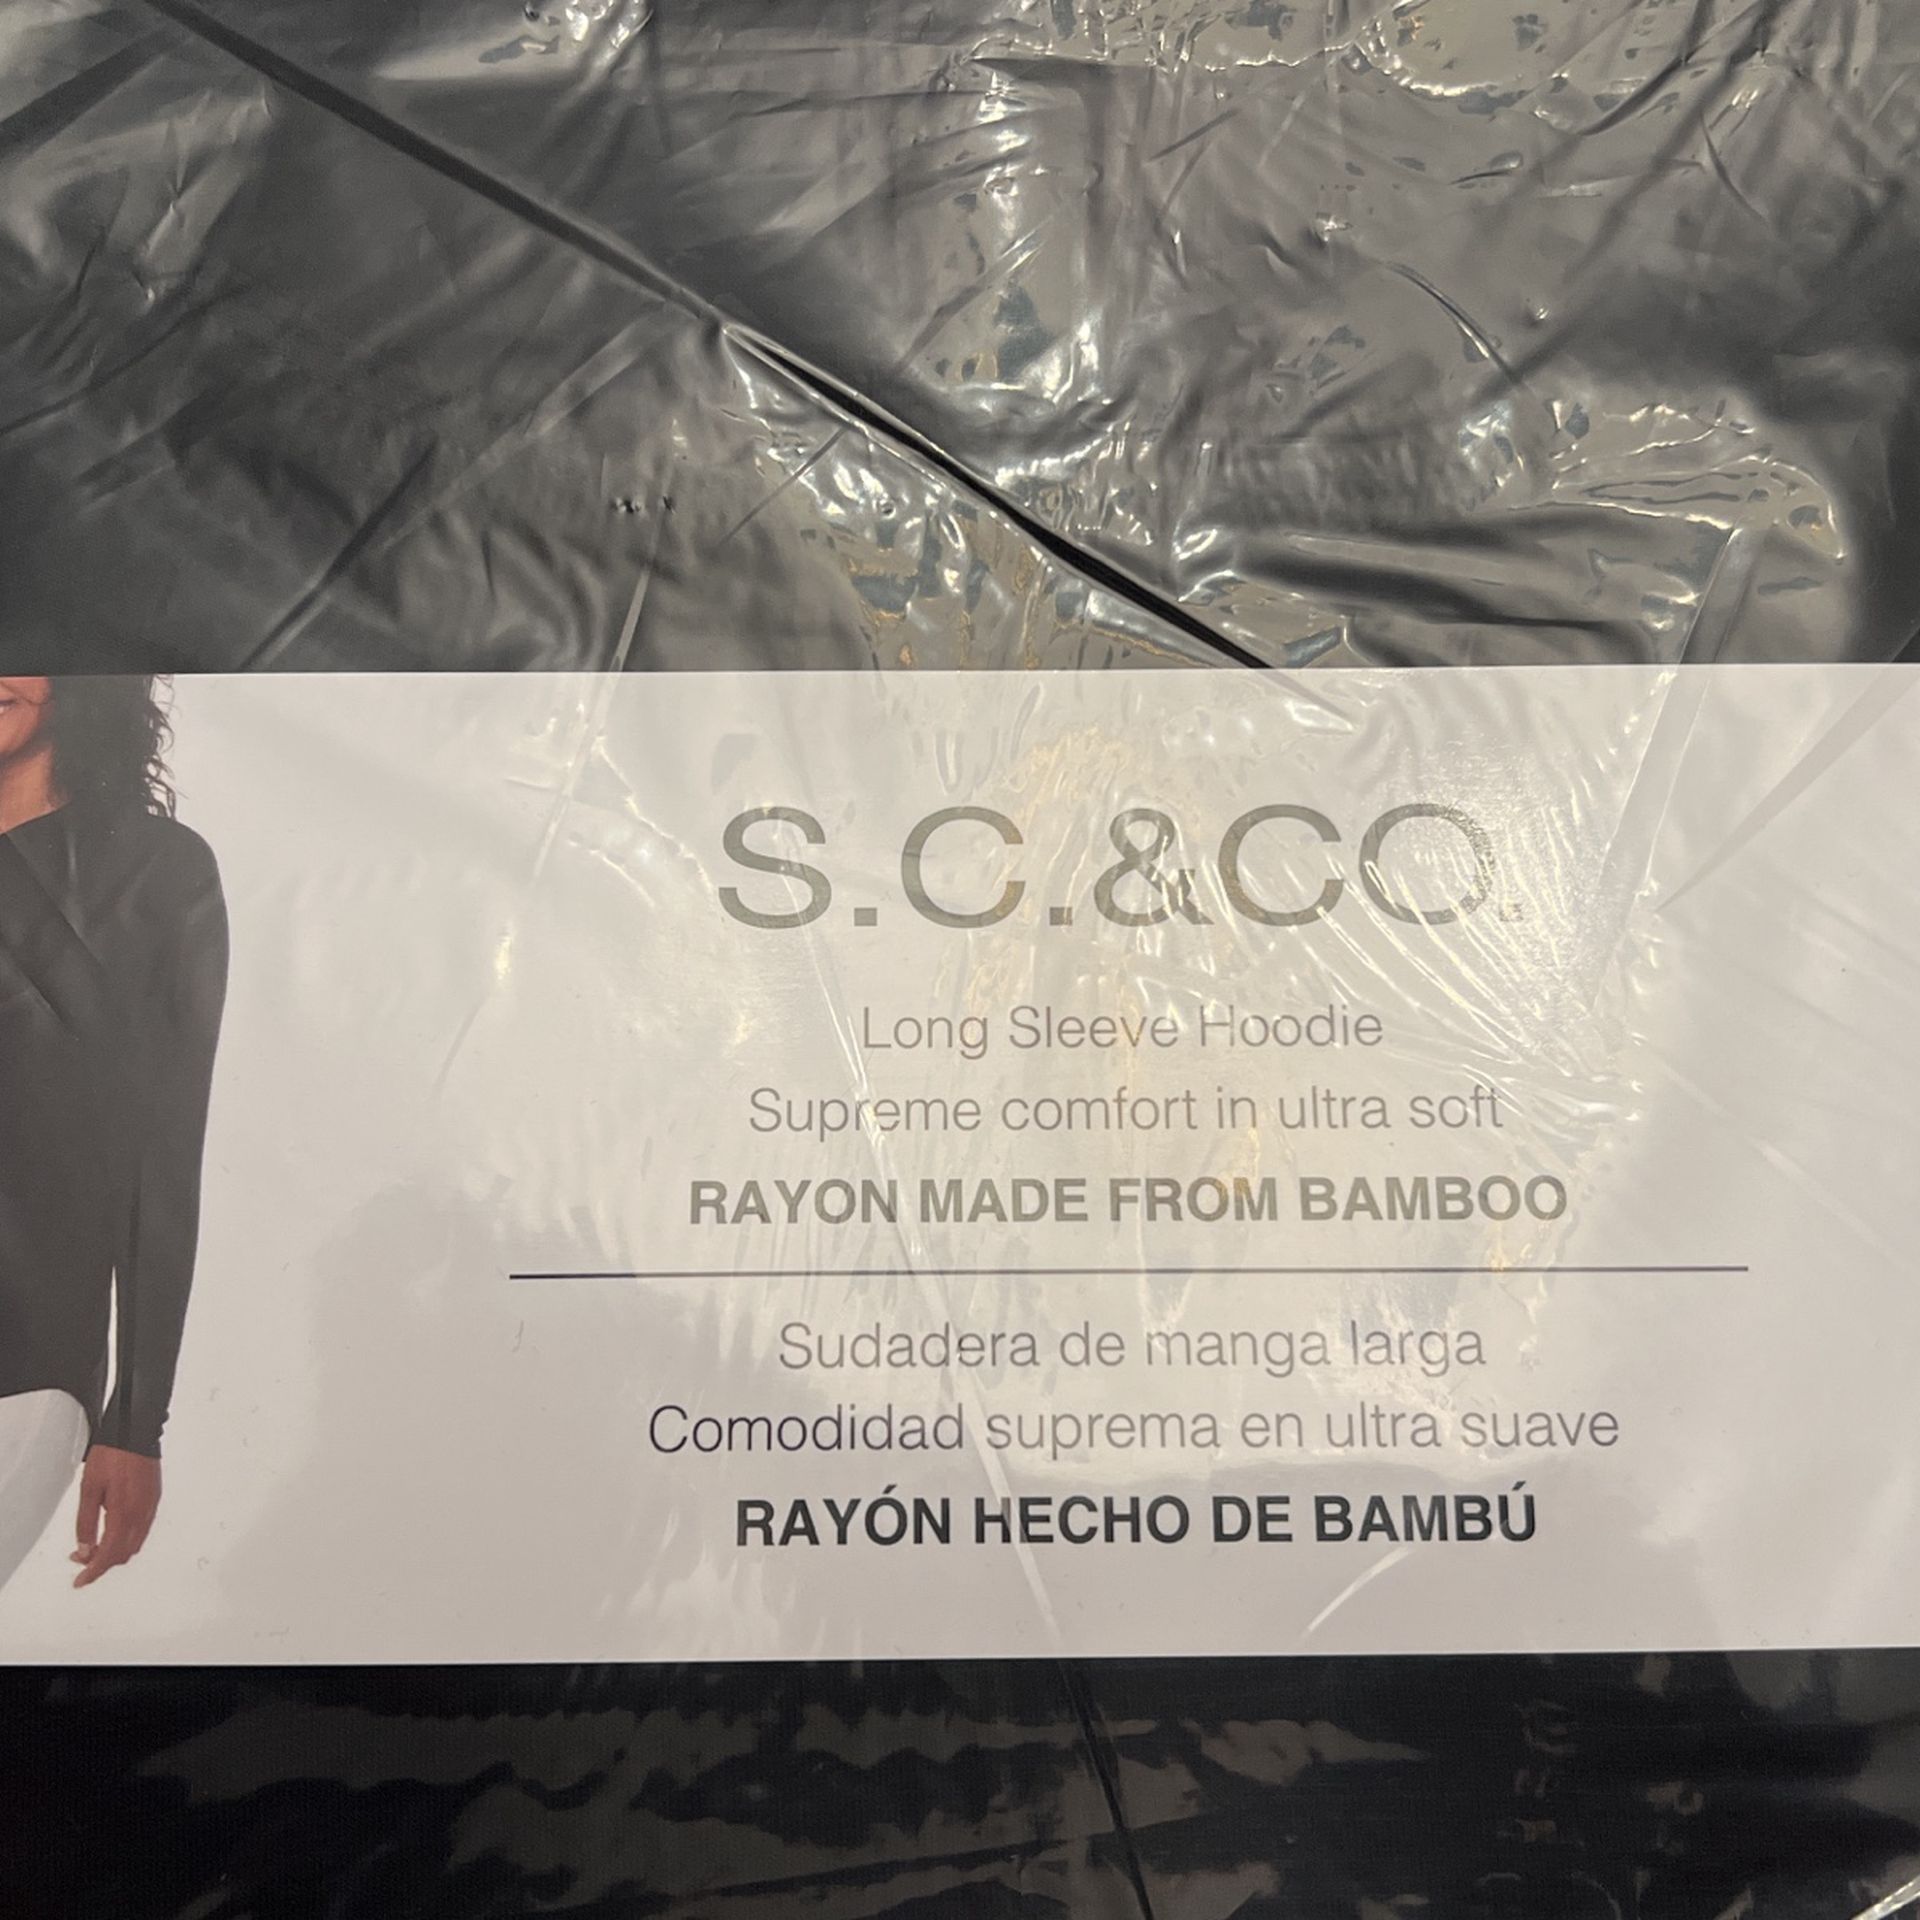 S.C.&CO.
Long Sleeve Hoodie
Supreme comfort in ultra soft
RAYON MADE FROM BAMBOO
Sudadera de manga larga
Comodidad suprema en ultra suave
RAYÓN HECHO DE BAMBÚ